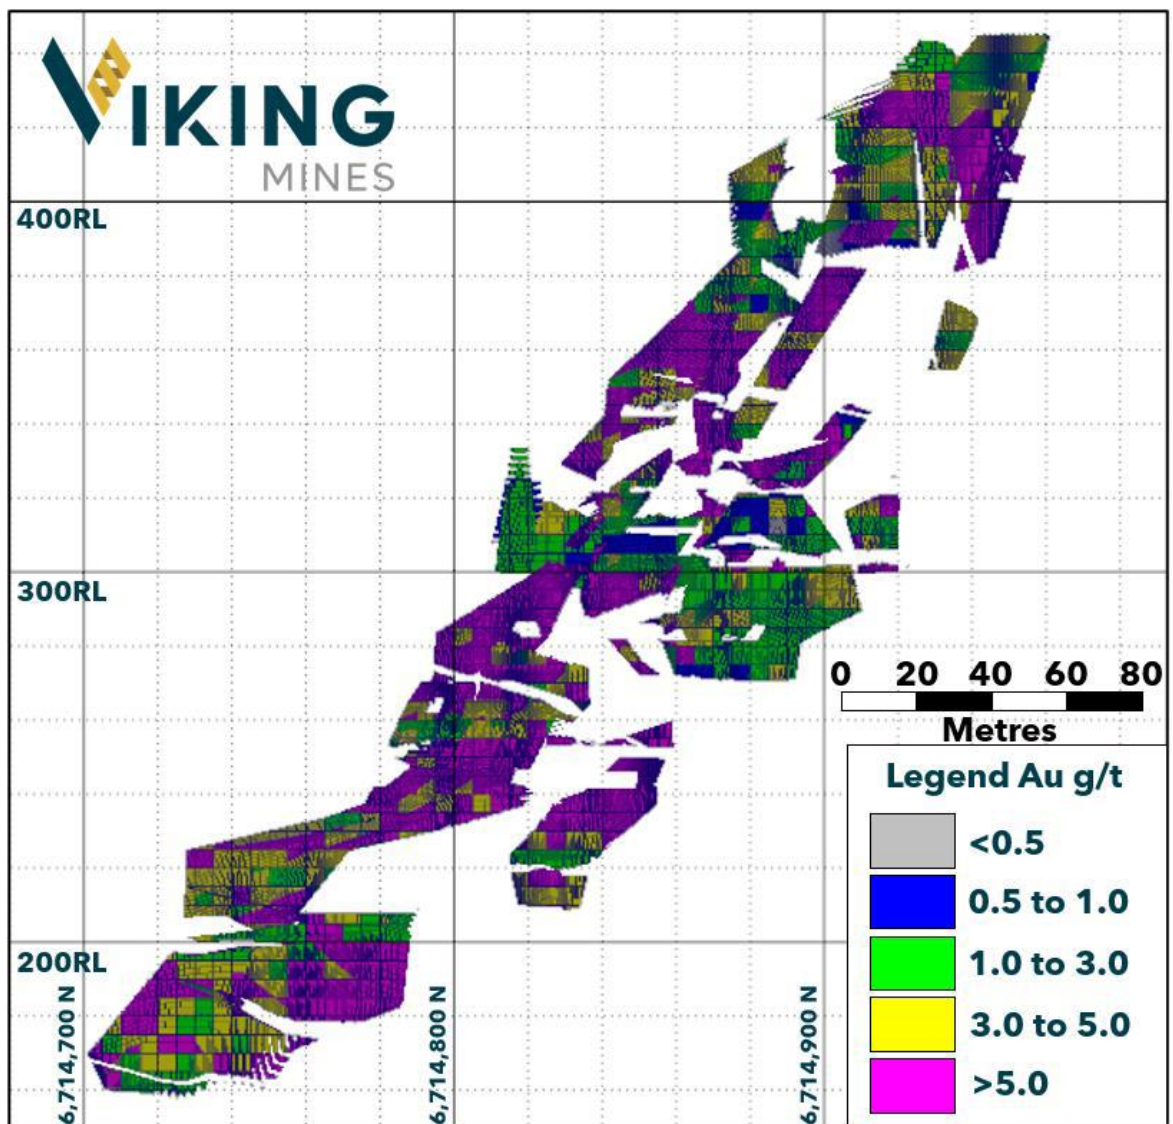 VIKING
MINES
400RL
300RL
0 20 40 60 80
Metres
Legend Au g/t
<0.5
0.5 to 1.0
1.0 to 3.0
3.0 to 5.0
>5.0
200RL
6,714,700 N
6,714,800 N
6,714,900 N